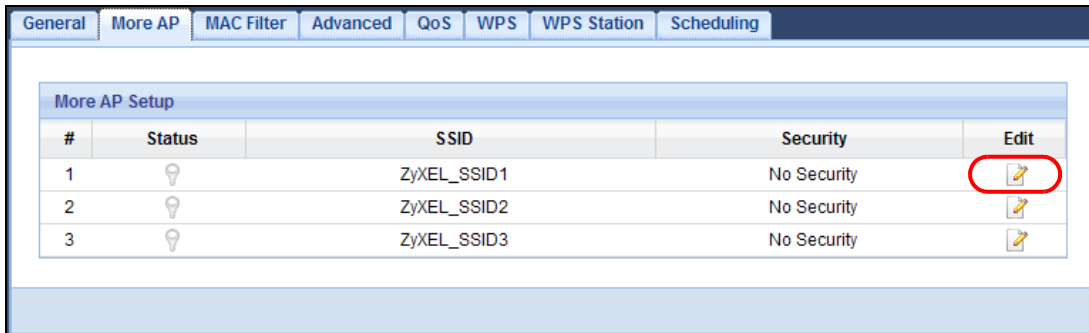 General More AP MAC Filter Advanced QoS WPS WPS Station Scheduling
More AP Setup
# Status SSID Security Edit
1 ZyXEL_SSID1 No Security
2 ZyXEL_SSID2 No Security
3 ZyXEL_SSID3 No Security